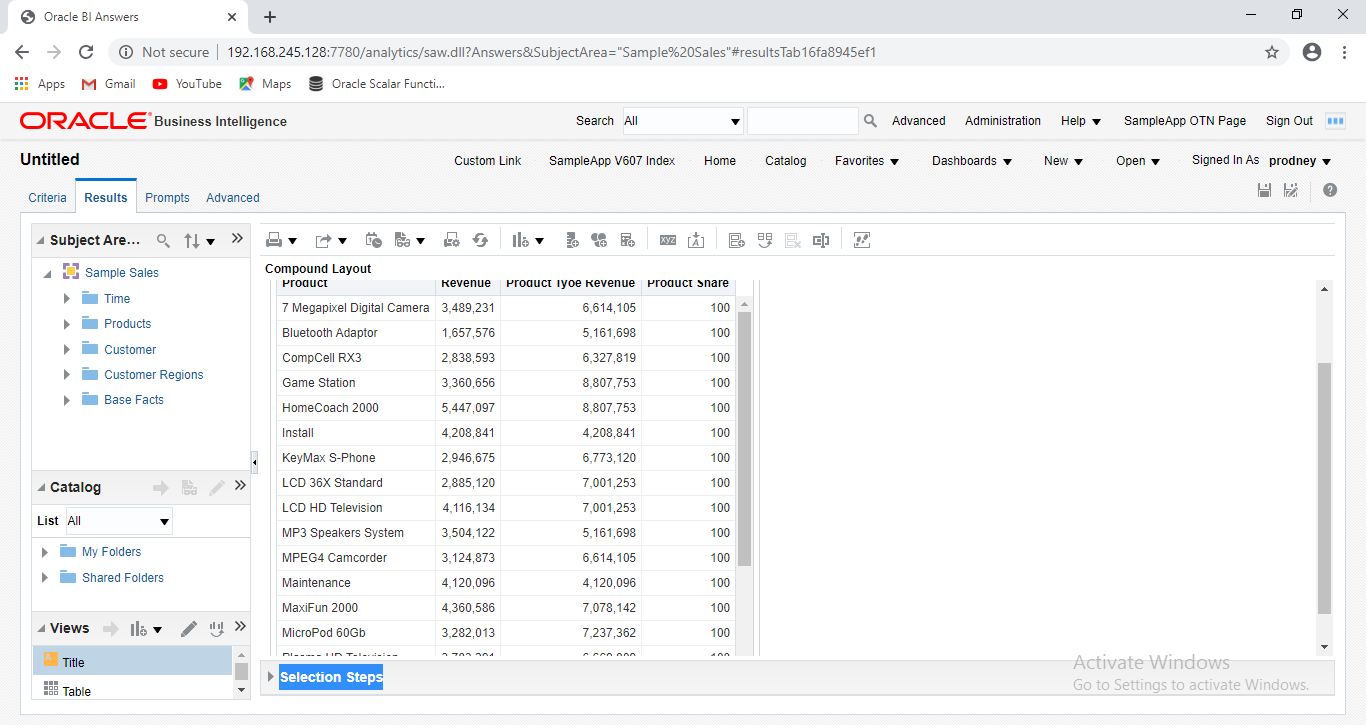 Oracle BI Answers
Not secure 192.168.245.128:7780/analytics/saw.dll?Answers&SubjectArea="Sample%20Sales"#resultsTab16fa8945ef1
Apps Gmail YouTube Maps Oracle Scalar Functi...
ORACLE Business Intelligence Search All Advanced Administration Help SampleApp OTN Page Sign Out
Untitled Custom Link SampleApp V607 Index Home Catalog Favorites Dashboards New Open Signed In As prodney
Criteria Results Prompts Advanced
Subject Are...
Sample Sales
Time
Products
Customer
Customer Regions
Base Facts
Catalog
List All
My Folders
Shared Folders
Views
Title
Table
xyz
Compound Layout
Product Revenue Product Tyoe Revenue Product Share
7 Megapixel Digital Camera 3,489,231 6,614,105 100
Bluetooth Adaptor 1,657,576 5,161,698 100
CompCell RX3 2,838,593 6,327,819 100
Game Station 3,360,656 8,807,753 100
HomeCoach 2000 5,447,097 8,807,753 100
Install 4,208,841 4,208,841 100
KeyMax S-Phone 2,946,675 6,773,120 100
LCD 36X Standard 2,885,120 7,001,253 100
LCD HD Television 4,116,134 7,001,253 100
MP3 Speakers System 3,504,122 5,161,698 100
MPEG4 Camcorder 3,124,873 6,614,105 100
Maintenance 4,120,096 4,120,096 100
MaxiFun 2000 4,360,586 7,078,142 100
MicroPod 60Gb 3,282,013 7,237,362 100
Selection Steps
Activate Windows
Go to Settings to activate Windows.